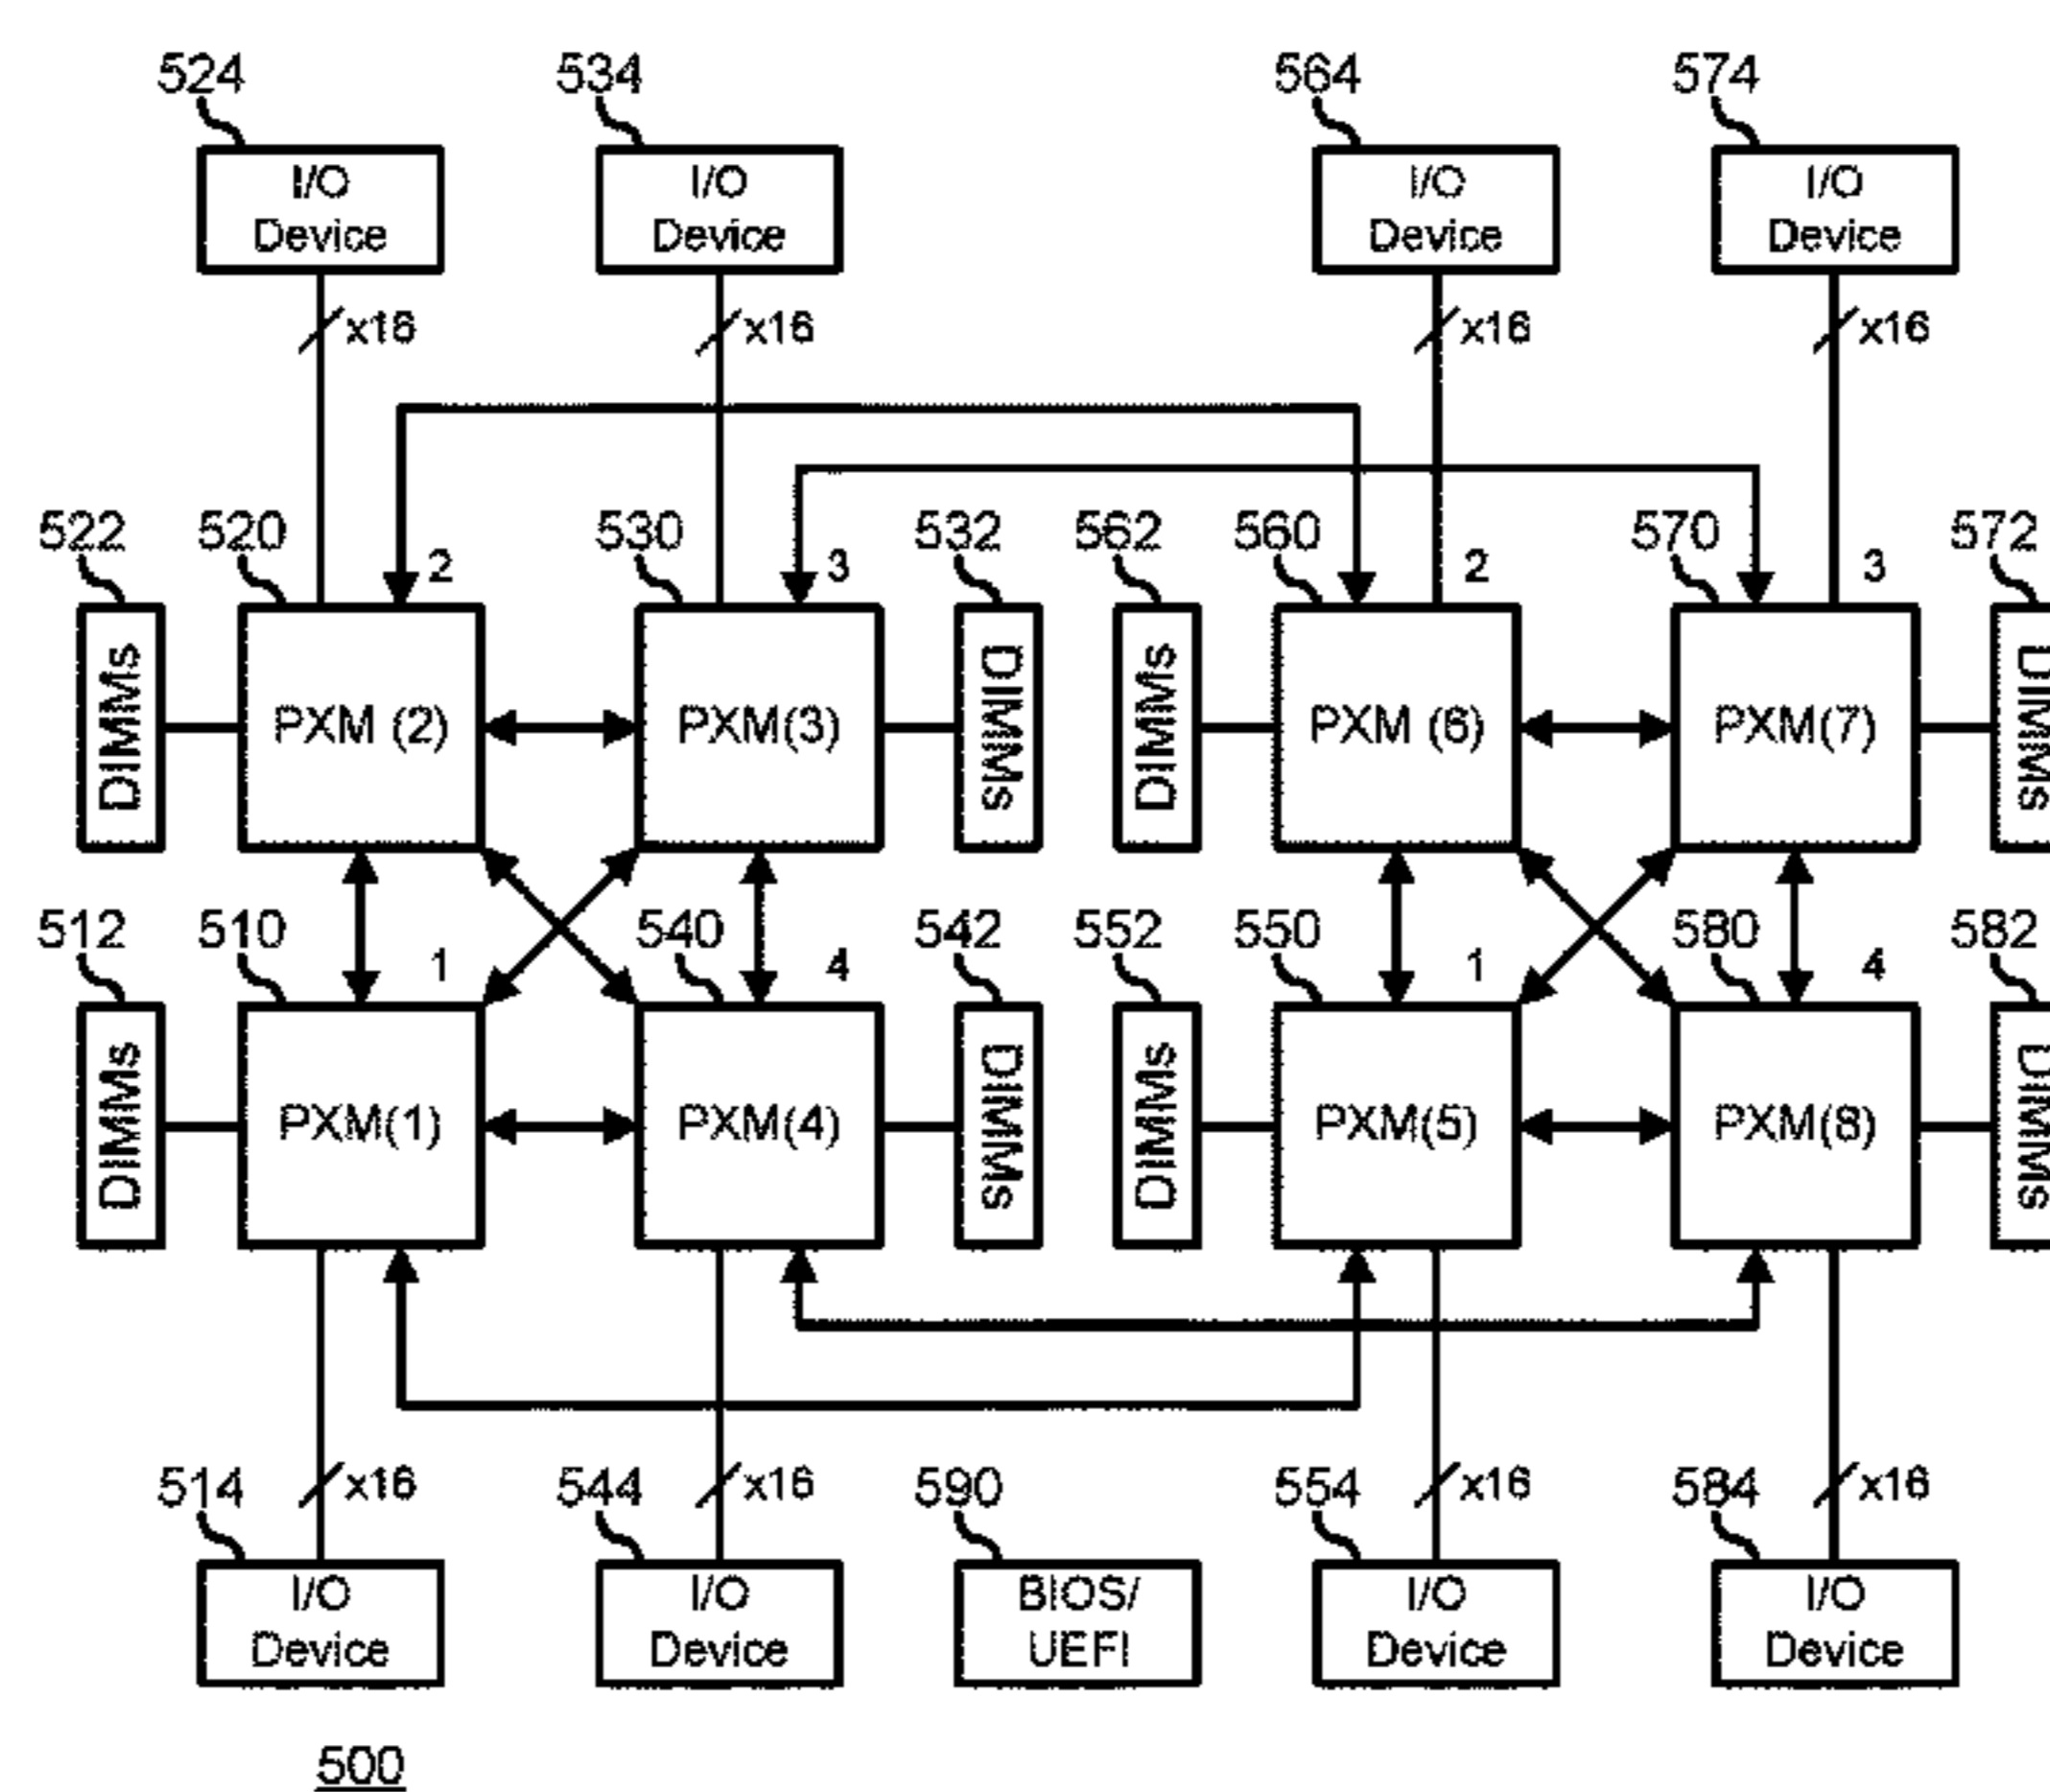 524 534 564 574
I/O Device I/O Device I/O Device I/O Device
x16 x16 x16 x16
522 520 2 530 3 532 562 560 2 570 3 572
DIMMs PXM (2) PXM(3) DIMMs DIMMs PXM (6) PXM(7) DIMMs
512 510 1 540 4 542 552 550 1 580 4 582
DIMMs PXM(1) PXM(4) DIMMs DIMMs PXM(5) PXM(8) DIMMs
514 x16 544 x16 590 554 x16 584 x16
I/O Device I/O Device BIOS/ UEFI I/O Device I/O Device
500